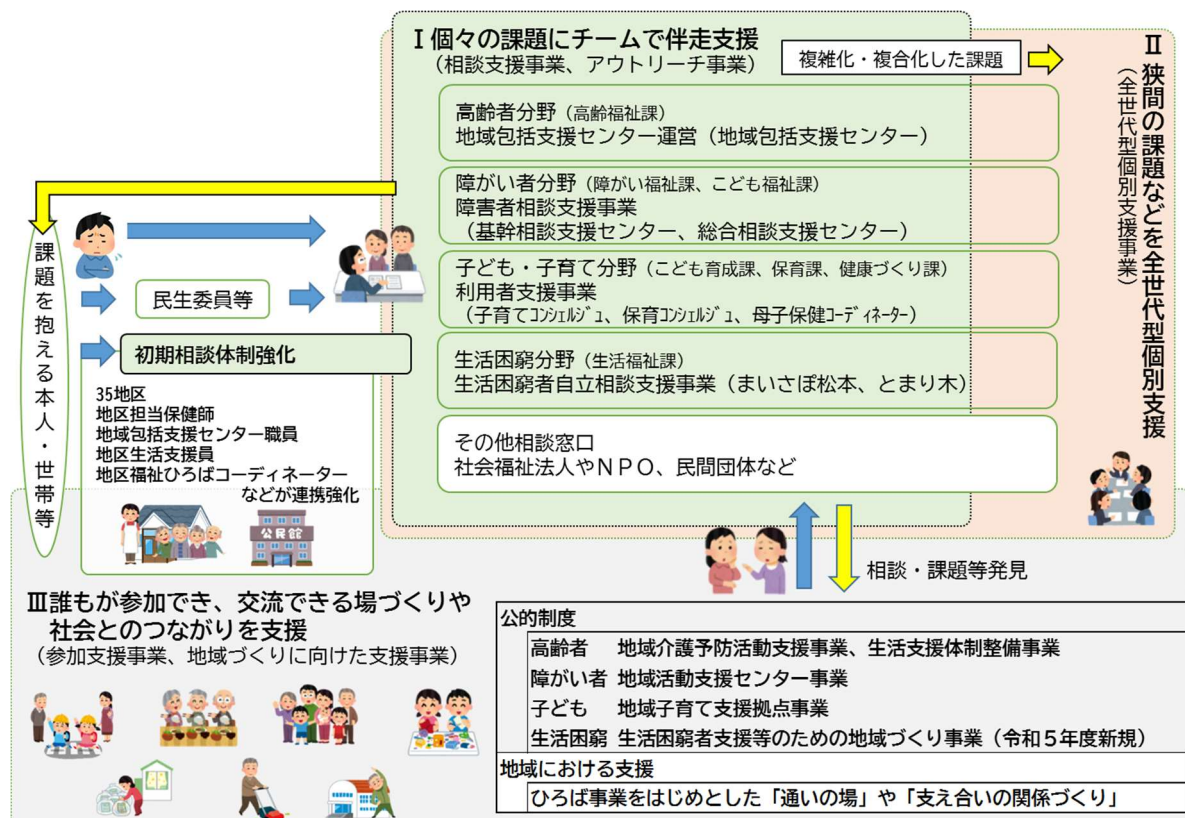 Ⅰ個々の課題にチームで伴走支援
（相談支援事業、アウトリーチ事業）
複雑化・複合化した課題
Ⅱ狭間の課題などを全世代型個別支援
（全世代型個別支援事業）
高齢者分野（高齢福祉課）
地域包括支援センター運営（地域包括支援センター）
障がい者分野（障がい福祉課、こども福祉課）
障害者相談支援事業
（基幹相談支援センター、総合相談支援センター）
子ども・子育て分野（こども育成課、保育課、健康づくり課）
利用者支援事業
（子育てｺﾝｼｪﾙｼﾞｭ、保育ｺﾝｼｪﾙｼﾞｭ、母子保健ｺｰﾃﾞｨﾈｰﾀｰ）
生活困窮分野（生活福祉課）
生活困窮者自立相談支援事業（まいさぽ松本、とまり木）
その他相談窓口
社会福祉法人やＮＰＯ、民間団体など
課題を抱える本人・世帯等
民生委員等
初期相談体制強化
35地区
地区担当保健師
地域包括支援センター職員
地区生活支援員
地区福祉ひろばコーディネーター
などが連携強化
公民館
相談・課題等発見
Ⅲ誰もが参加でき、交流できる場づくりや
社会とのつながりを支援
（参加支援事業、地域づくりに向けた支援事業）
公的制度
高齢者　地域介護予防活動支援事業、生活支援体制整備事業
障がい者 地域活動支援センター事業
子ども　地域子育て支援拠点事業
生活困窮 生活困窮者支援等のための地域づくり事業（令和５年度新規）
地域における支援
ひろば事業をはじめとした「通いの場」や「支え合いの関係づくり」